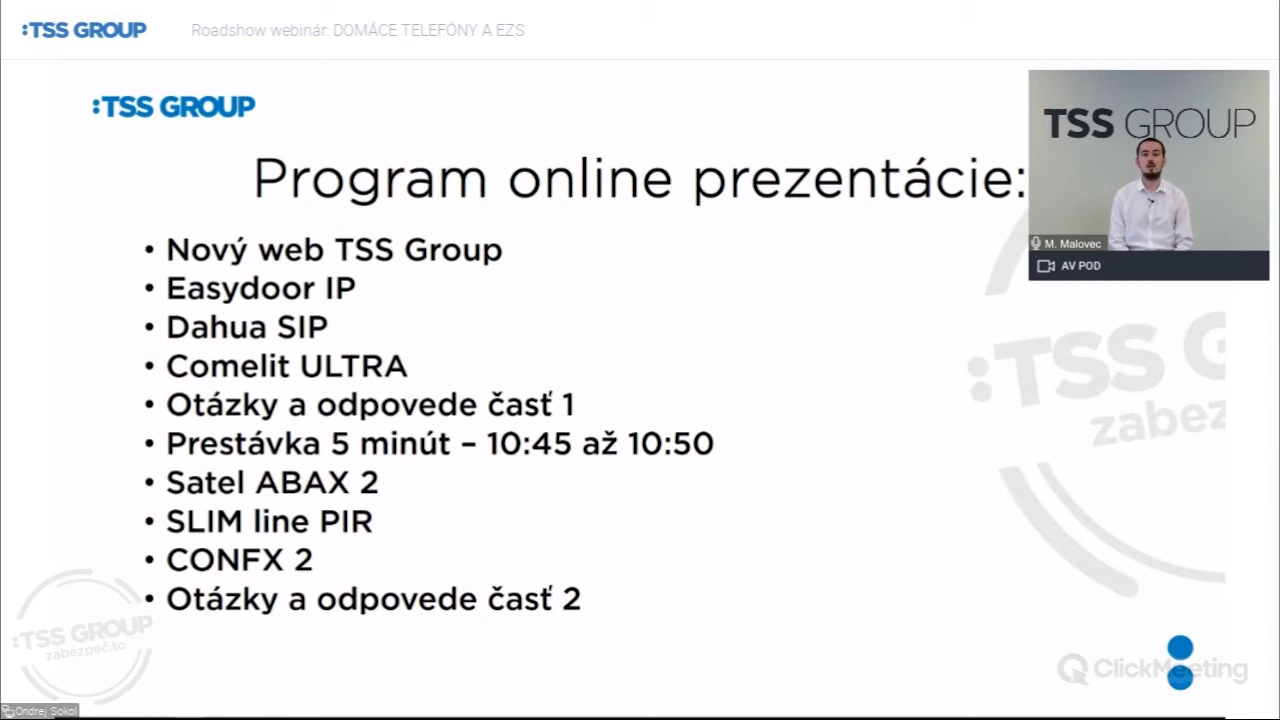 :TSS GROUP
Roadshow webinár: DOMÁCE TELEFÓNY A EZS
:TSS GROUP
TSS GROUP
Program online prezentácie:
M. Malovec
AV POD
• Nový web TSS Group
• Easydoor IP
• Dahua SIP
• Comelit ULTRA
• Otázky a odpovede časť 1
• Prestávka 5 minút – 10:45 až 10:50
• Satel ABAX 2
• SLIM line PIR
• CONFX 2
• Otázky a odpovede časť 2
:TSS G
zabezp
:TSS GROUP
zabezpeč.to
ClickMeeting
Ondrej Sokol